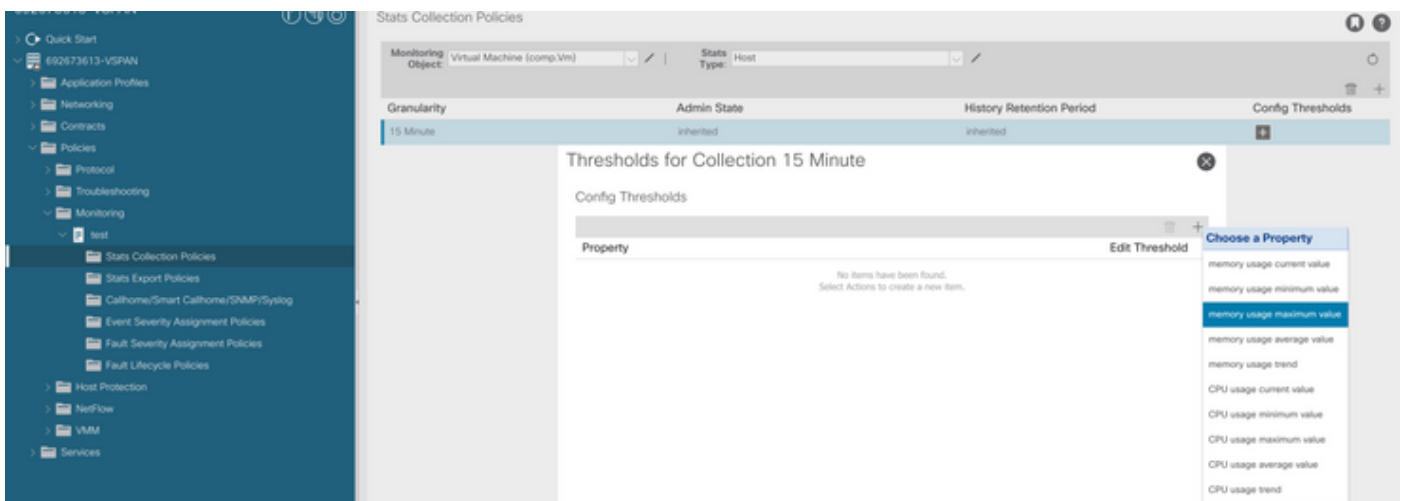 Quick Start
692673613-VSPAN
Application Profiles
Networking
Contracts
Policies
Protocol
Troubleshooting
Monitoring
test
Stats Collection Policies
Stats Export Policies
Callhome/Smart Callhome/SNMP/Syslog
Event Severity Assignment Policies
Fault Severity Assignment Policies
Fault Lifecycle Policies
Host Protection
NetFlow
VMM
Services
Stats Collection Policies
Monitoring Object: Virtual Machine (comp.Vm) Stats Type: Host
Granularity Admin State History Retention Period Config Thresholds
15 Minute inherited inherited
Thresholds for Collection 15 Minute
Config Thresholds
Property Edit Threshold
No items have been found.
Select Actions to create a new item.
Choose a Property
memory usage current value
memory usage minimum value
memory usage maximum value
memory usage average value
memory usage trend
CPU usage current value
CPU usage minimum value
CPU usage maximum value
CPU usage average value
CPU usage trend